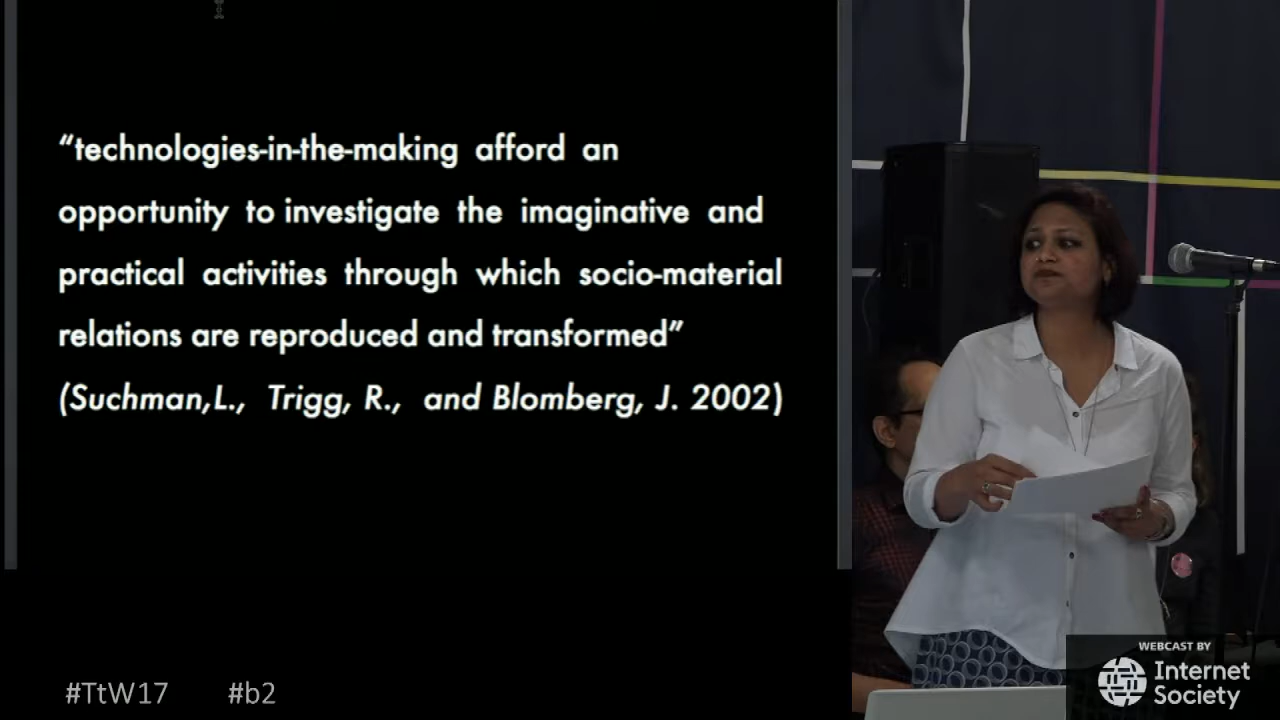 “technologies-in-the-making afford an
opportunity to investigate the imaginative and
practical activities through which socio-material
relations are reproduced and transformed”
(Suchman,L., Trigg, R., and Blomberg, J. 2002)
#TtW17 #b2
WEBCAST BY
Internet
Society